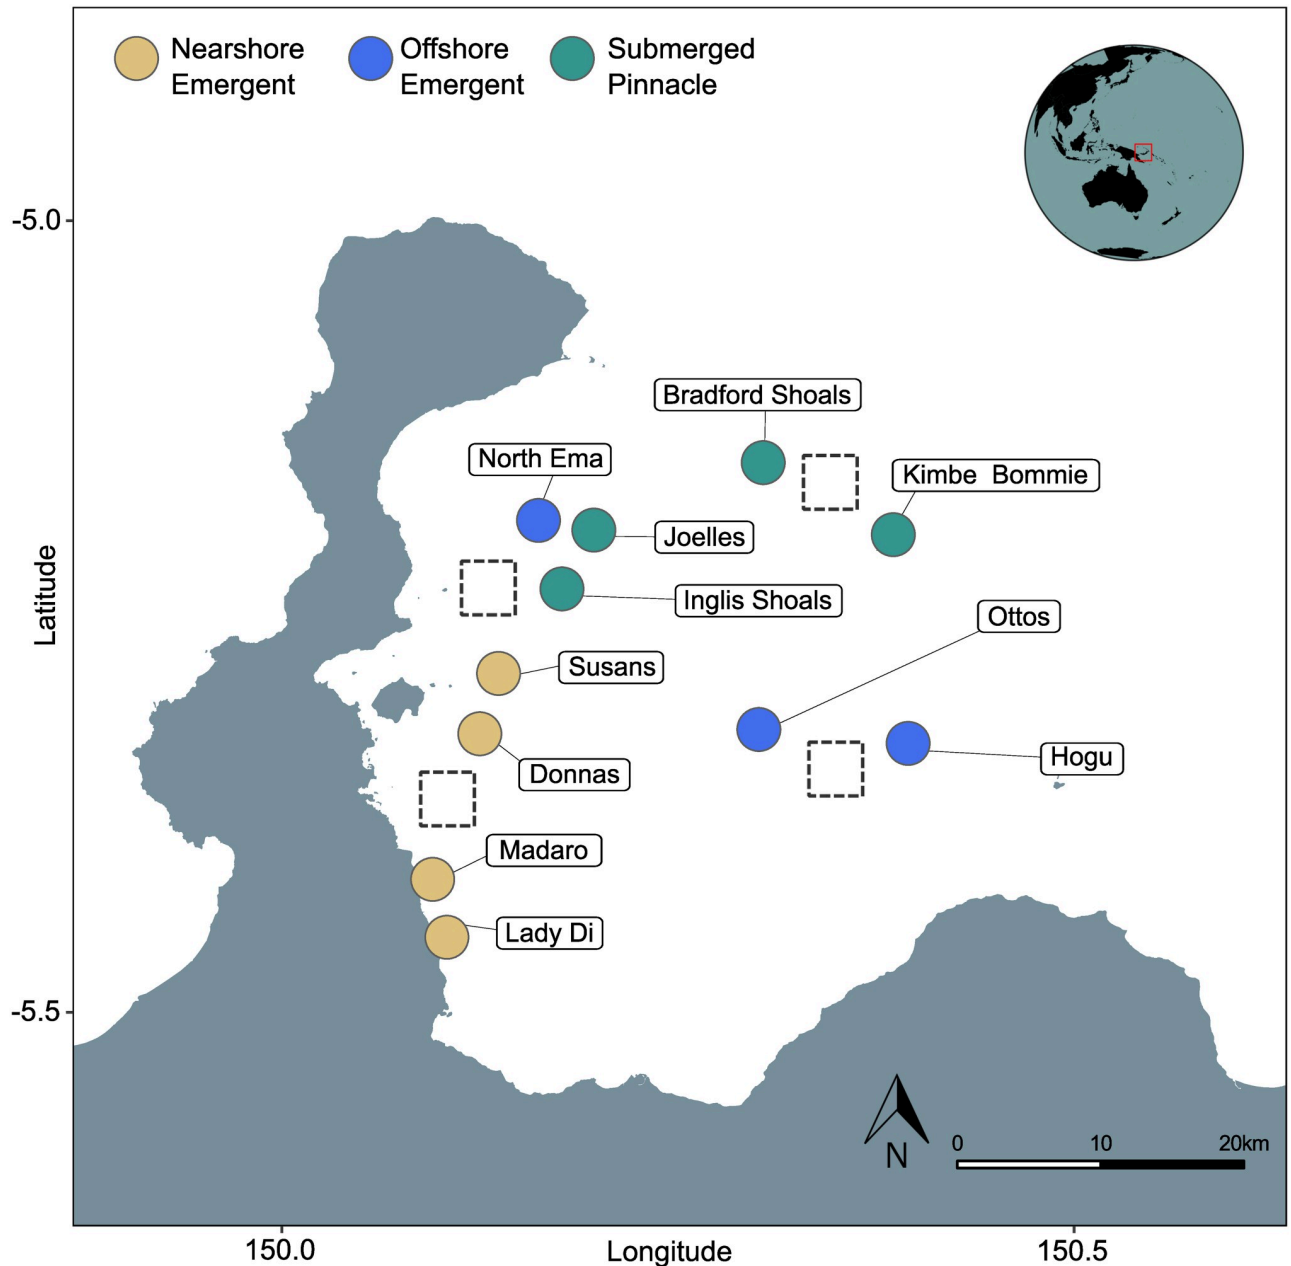 Nearshore
Emergent
Offshore
Emergent
Submerged
Pinnacle
-5.0
Bradford Shoals
North Ema
Kimbe  Bommie
Joelles
Inglis Shoals
Ottos
Latitude
Susans
Donnas
Hogu
Madaro
Lady Di
-5.5
N
0 10 20km
150.0
Longitude
150.5